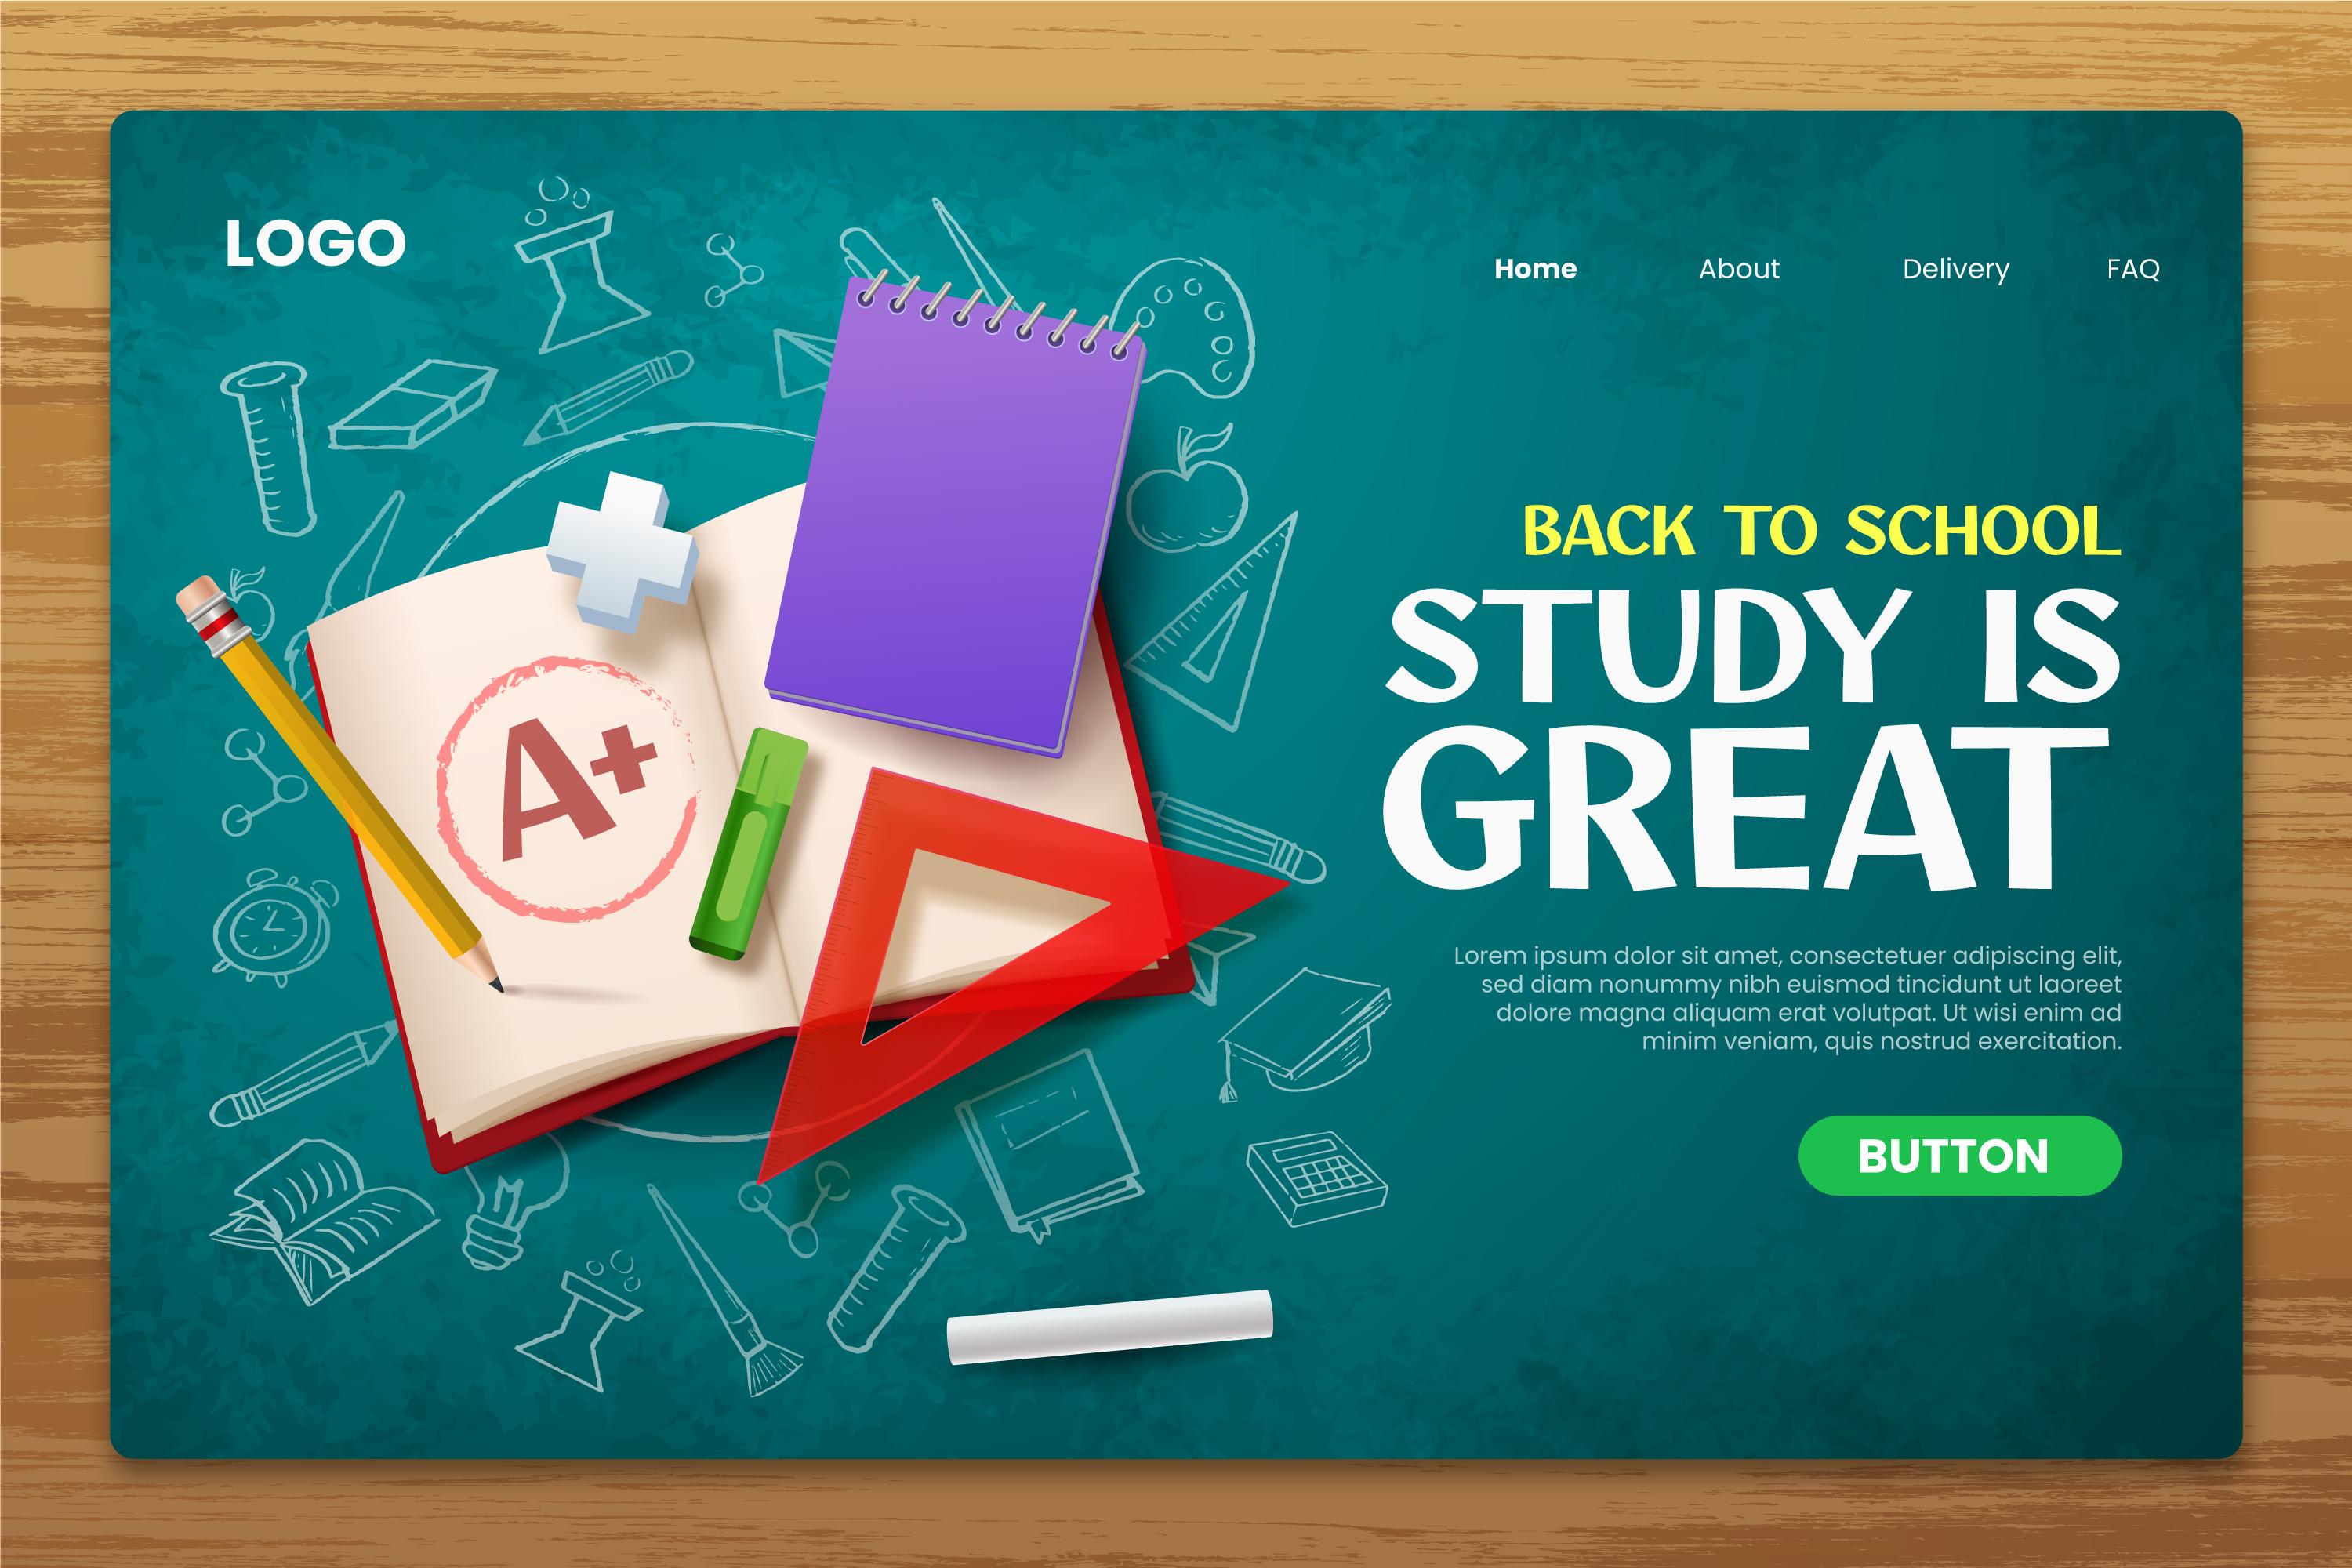 LOGO
Home About Delivery FAQ
BACK TO SCHOOL
STUDY IS
GREAT
A+
Lorem ipsum dolor sit amet, consectetuer adipiscing elit,
sed diam nonummy nibh euismod tincidunt ut laoreet
dolore magna aliquam erat volutpat. Ut wisi enim ad
minim veniam, quis nostrud exercitation.
BUTTON